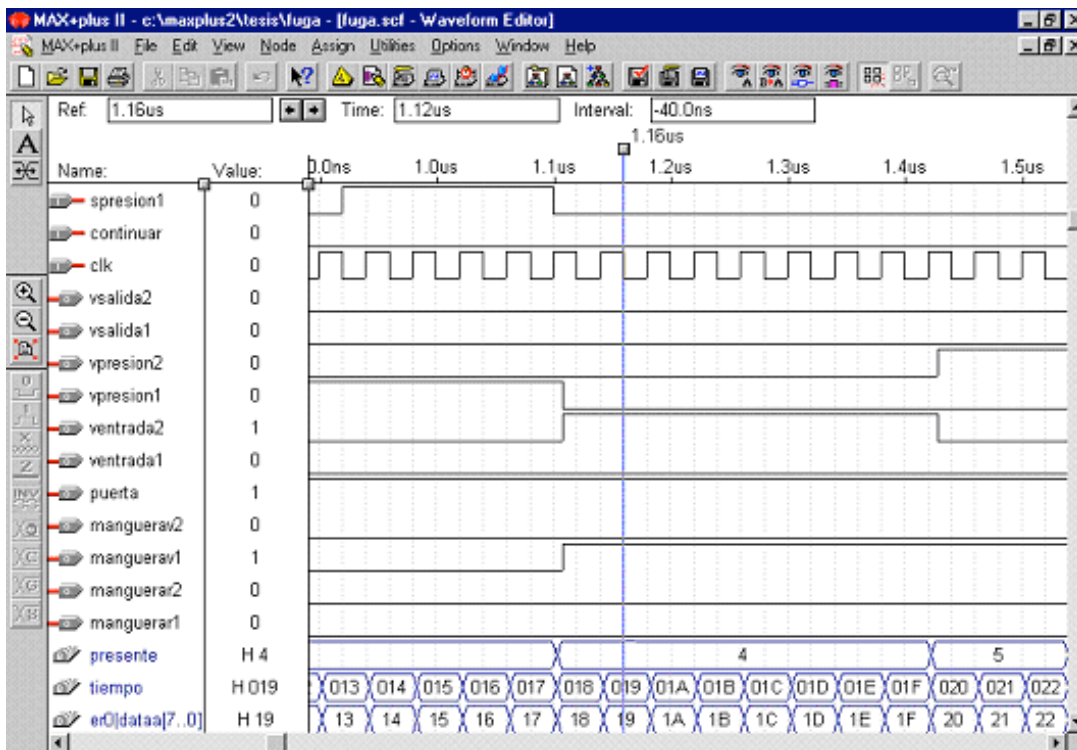 MAX+plus II - c:\maxplus2\tesis\fuga - [fuga.scf - Waveform Editor]
MAX+plus II File Edit View Node Assign Utilities Options Window Help
Ref: 1.16us Time: 1.12us Interval: -40.0ns
1.16us
Name: Value: 0.0ns 1.0us 1.1us 1.2us 1.3us 1.4us 1.5us
spresion1 0
continuar 0
clk 0
vsalida2 0
vsalida1 0
vpresion2 0
vpresion1 0
ventrada2 1
ventrada1 0
puerta 1
manguerav2 0
manguerav1 1
manguerar2 0
manguerar1 0
presente H 4 4 5
tiempo H 019 013 014 015 016 017 018 019 01A 01B 01C 01D 01E 01F 020 021 022
er0|dataa[7..0] H 19 13 14 15 16 17 18 19 1A 1B 1C 1D 1E 1F 20 21 22